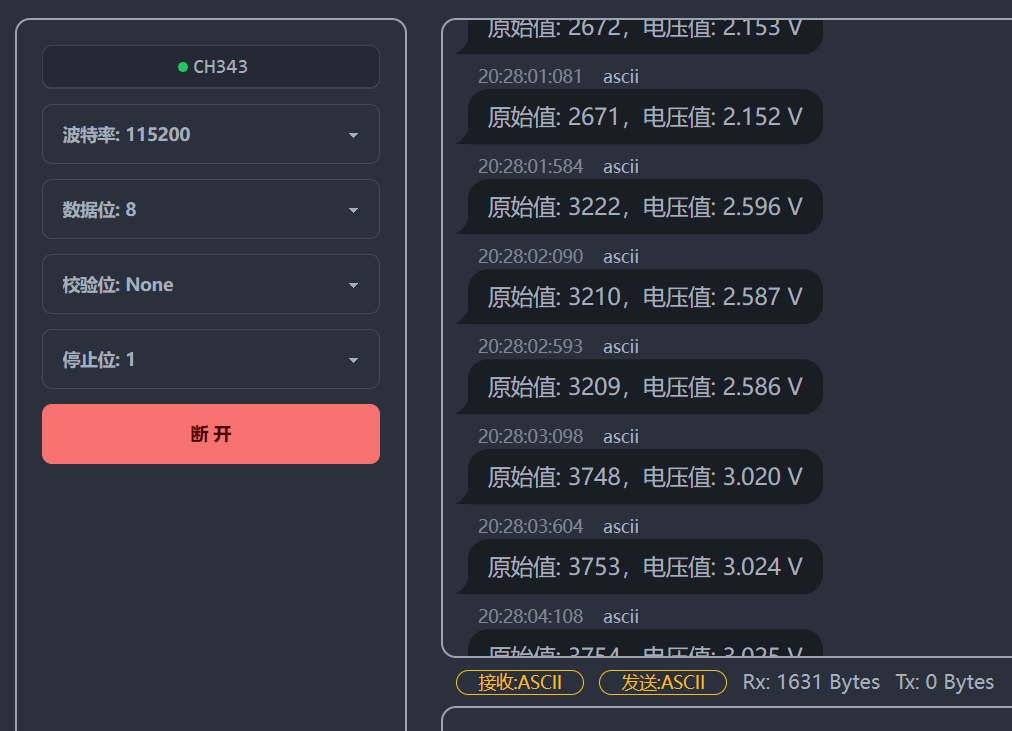 CH343
波特率: 115200
数据位: 8
校验位: None
停止位: 1
断 开
原始值: 2672，电压值: 2.153 V
20:28:01:081 ascii
原始值: 2671，电压值: 2.152 V
20:28:01:584 ascii
原始值: 3222，电压值: 2.596 V
20:28:02:090 ascii
原始值: 3210，电压值: 2.587 V
20:28:02:593 ascii
原始值: 3209，电压值: 2.586 V
20:28:03:098 ascii
原始值: 3748，电压值: 3.020 V
20:28:03:604 ascii
原始值: 3753，电压值: 3.024 V
20:28:04:108 ascii
原始值: 3754，电压值: 3.025 V
接收:ASCII 发送:ASCII Rx: 1631 Bytes Tx: 0 Bytes